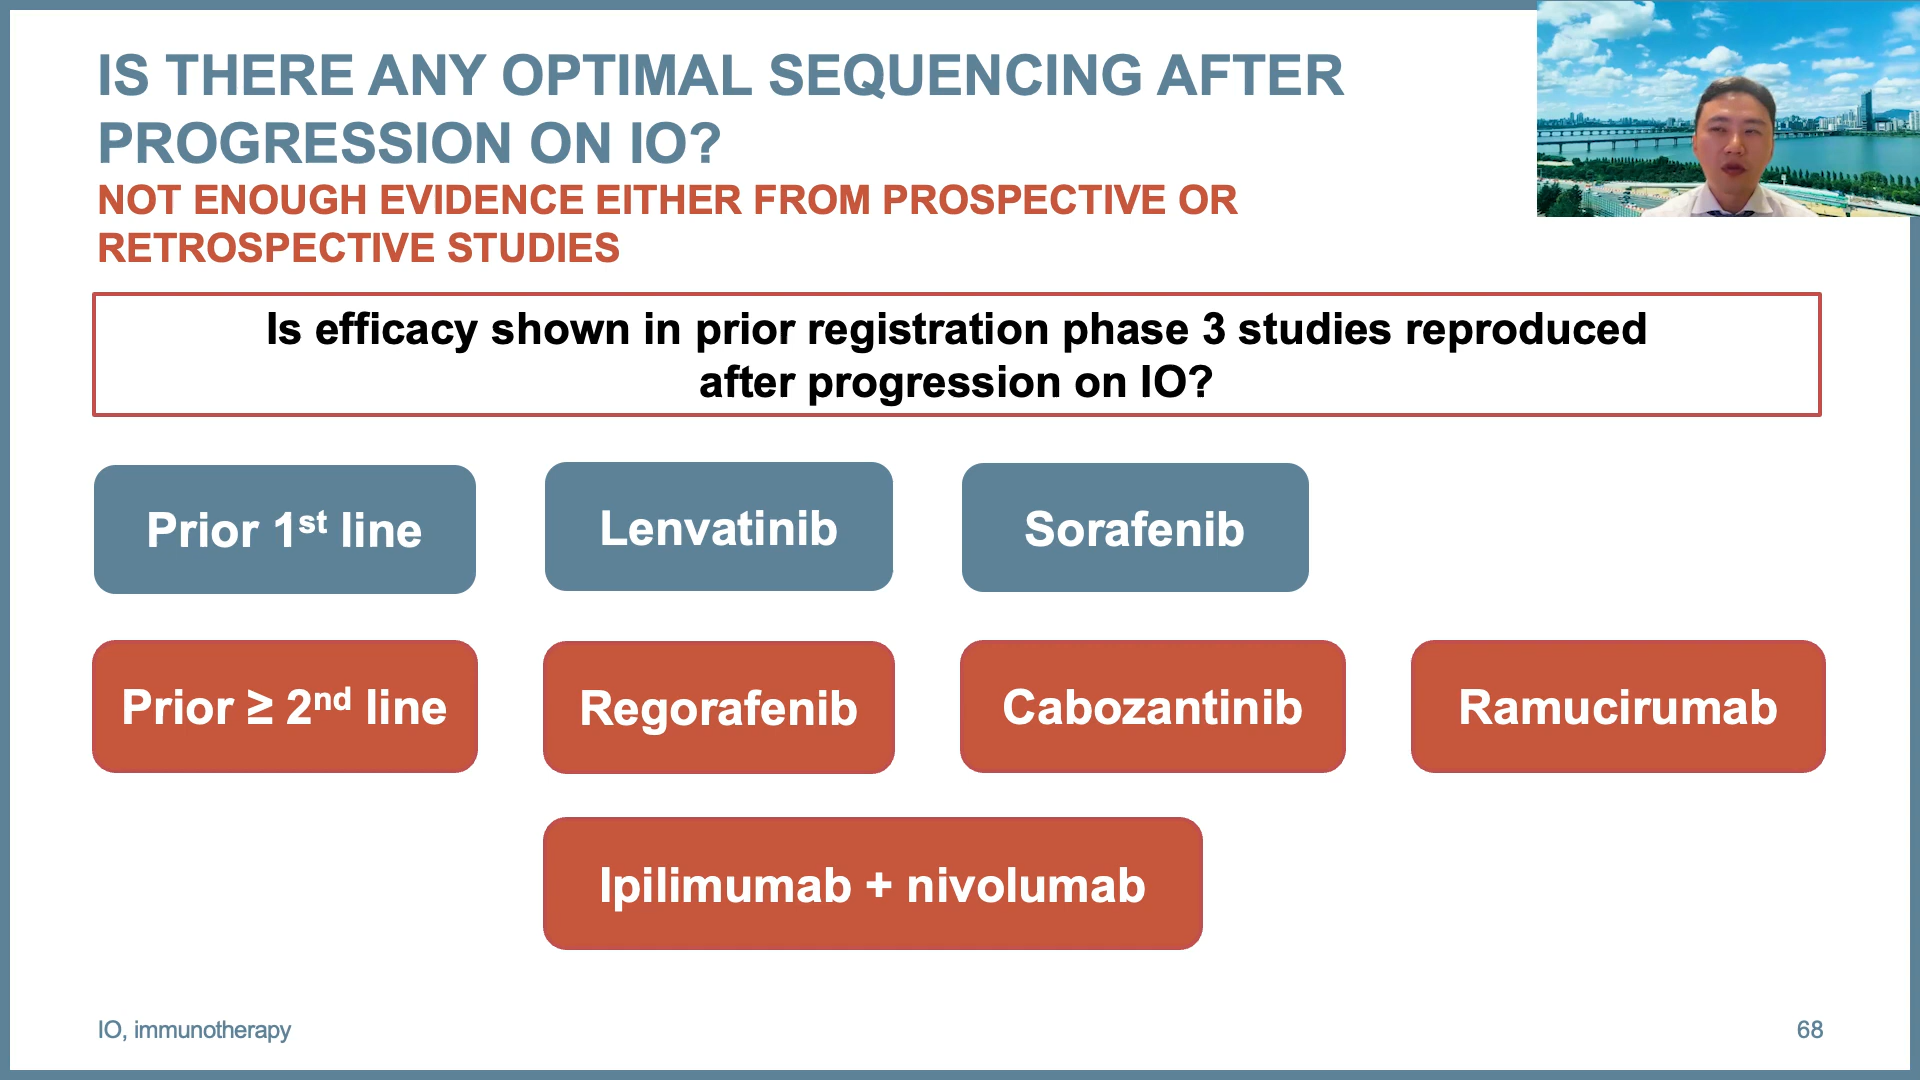 IS THERE ANY OPTIMAL SEQUENCING AFTER
PROGRESSION ON IO?
NOT ENOUGH EVIDENCE EITHER FROM PROSPECTIVE OR
RETROSPECTIVE STUDIES
Is efficacy shown in prior registration phase 3 studies reproduced
after progression on IO?
Prior 1st line
Lenvatinib
Sorafenib
Prior ≥ 2nd line
Regorafenib
Cabozantinib
Ramucirumab
Ipilimumab + nivolumab
IO, immunotherapy
68